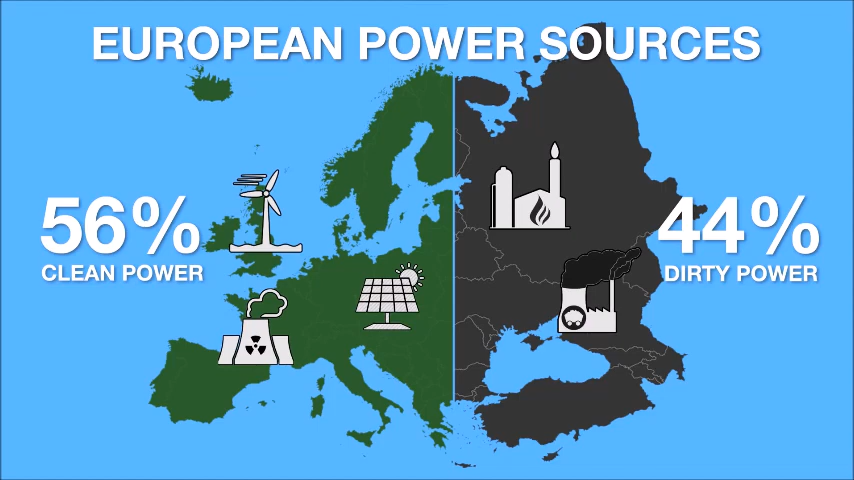 EUROPEAN POWER SOURCES
56%
CLEAN POWER
44%
DIRTY POWER